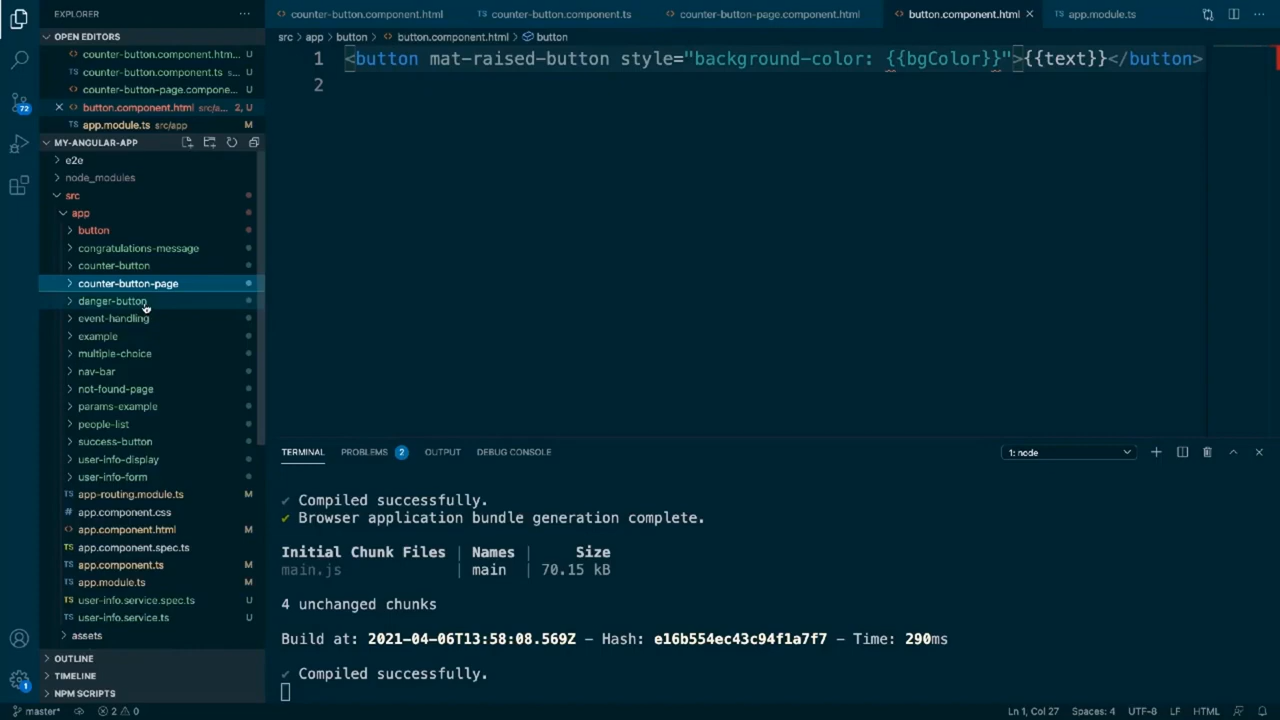 EXPLORER
OPEN EDITORS
counter-button.component.htm...
counter-button.component.ts s...
counter-button-page.compone...
button.component.html src/a... 2, U
app.module.ts src/app M
MY-ANGULAR-APP
e2e
node_modules
src
app
button
congratulations-message
counter-button
counter-button-page
danger-button
event-handling
example
multiple-choice
nav-bar
not-found-page
params-example
people-list
success-button
user-info-display
user-info-form
app-routing.module.ts M
app.component.css
app.component.html M
app.component.spec.ts
app.component.ts M
app.module.ts M
user-info.service.spec.ts U
user-info.service.ts U
assets
OUTLINE
TIMELINE
NPM SCRIPTS
72
1
counter-button.component.html counter-button.component.ts counter-button-page.component.html button.component.html app.module.ts
src > app > button > button.component.html > button
1 <button mat-raised-button style="background-color: {{bgColor}}">{{text}}</button>
2
TERMINAL PROBLEMS 2 OUTPUT DEBUG CONSOLE 1: node
✔ Compiled successfully.
✔ Browser application bundle generation complete.
Initial Chunk Files | Names | Size
main.js | main | 70.15 kB
4 unchanged chunks
Build at: 2021-04-06T13:58:08.569Z - Hash: e16b554ec43c94f1a7f7 - Time: 290ms
✔ Compiled successfully.
master* 2 0 Ln 1, Col 27 Spaces: 4 UTF-8 LF HTML